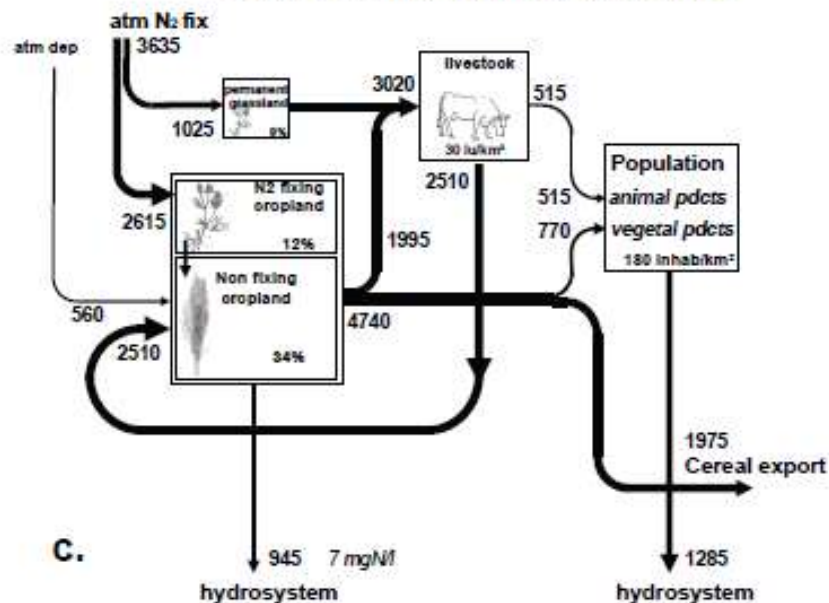 atm N2 fix
atm dep
3635
permanent
grassland
9%
1025
3020
livestock
30 lu/km²
515
2510
Population
animal pdcts
vegetal pdcts
180 inhab/km²
515
770
N2 fixing
cropland
12%
2615
1995
Non fixing
cropland
34%
560
2510
4740
1975
Cereal export
C.
945 7 mgN/l
hydrosystem
1285
hydrosystem